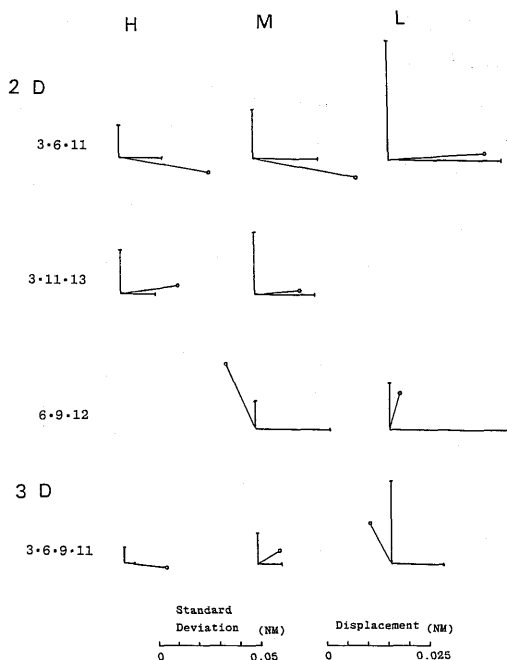 H M L
2 D
3·6·11
3·11·13
6·9·12
3 D
3·6·9·11
Standard
Deviation (NM)
0 0.05
Displacement (NM)
0 0.025